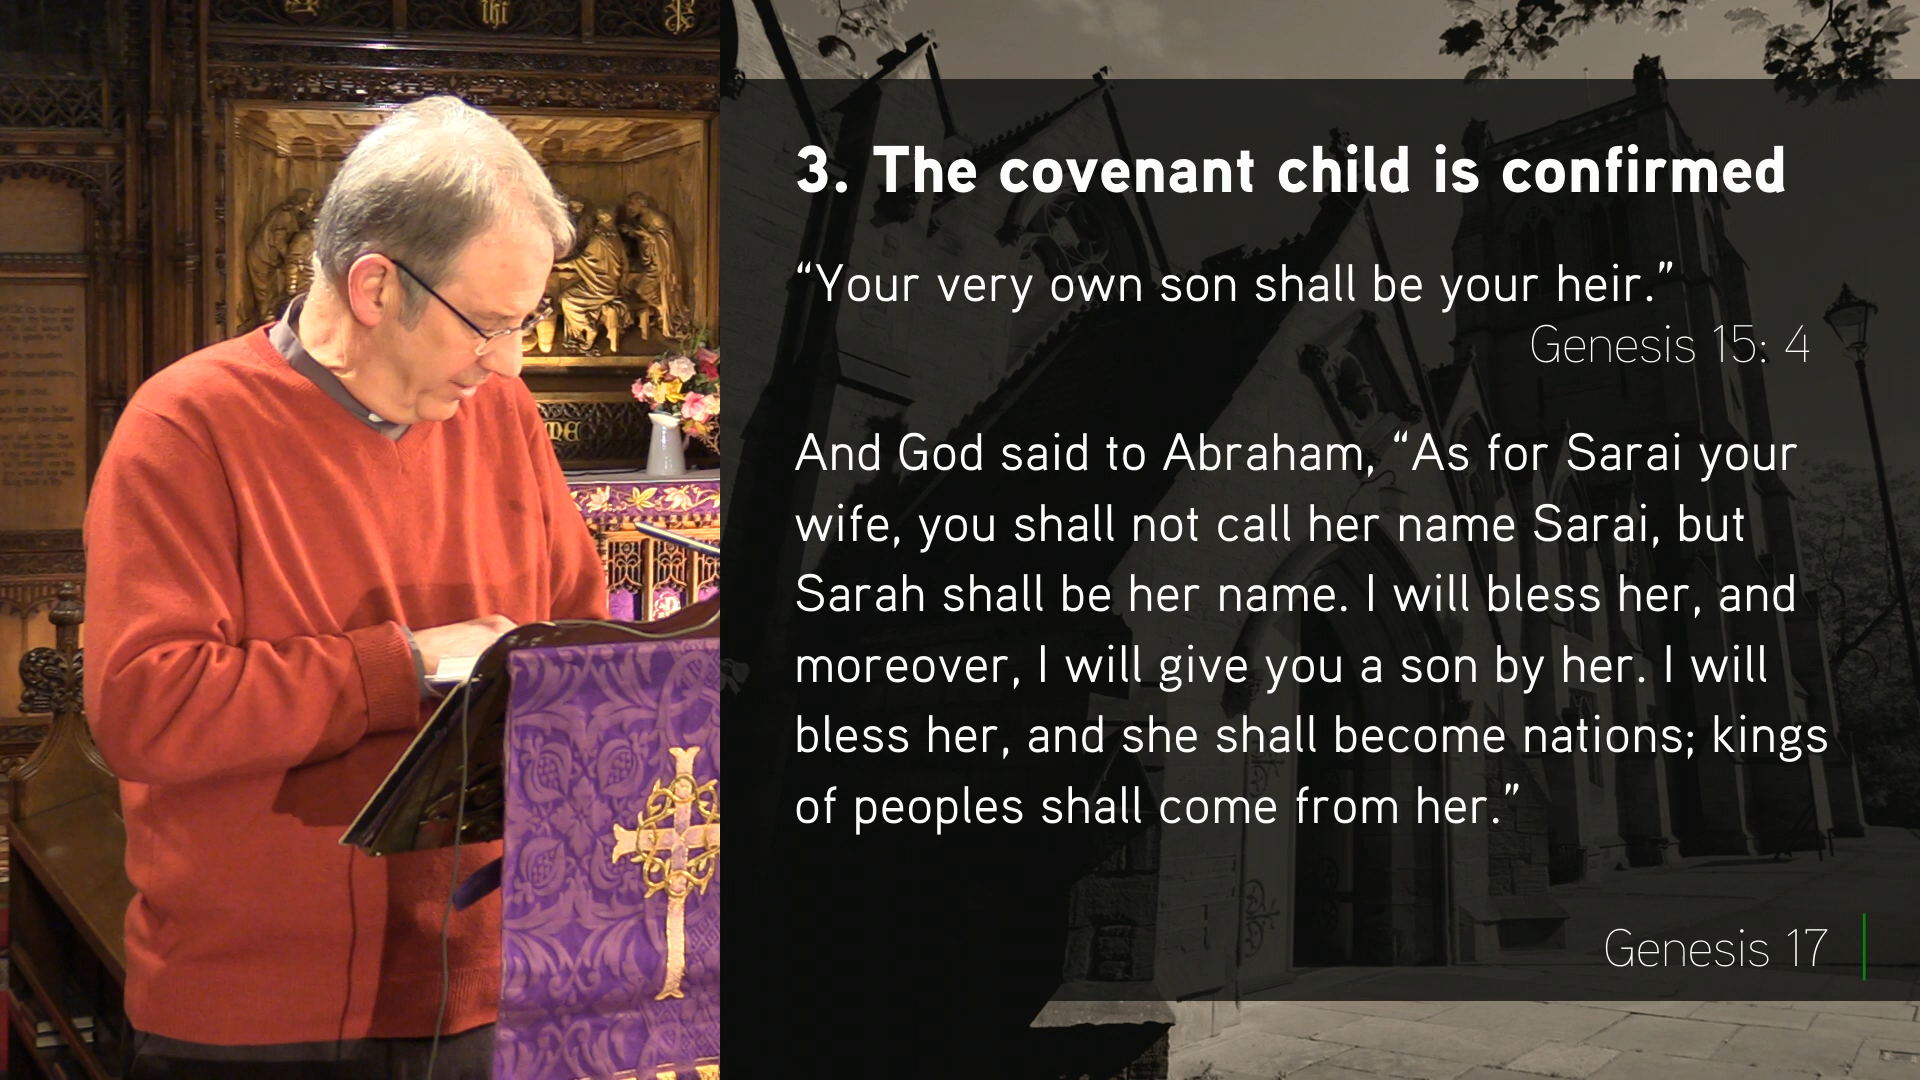 3. The covenant child is confirmed
“Your very own son shall be your heir.”
Genesis 15: 4
And God said to Abraham, “As for Sarai your
wife, you shall not call her name Sarai, but
Sarah shall be her name. I will bless her, and
moreover, I will give you a son by her. I will
bless her, and she shall become nations; kings
of peoples shall come from her.”
Genesis 17